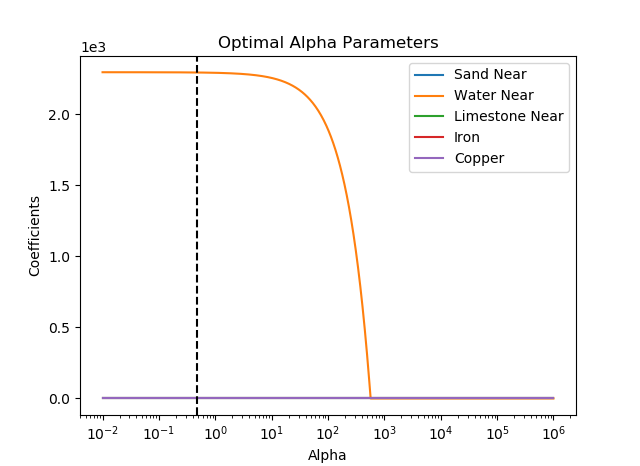 Optimal Alpha Parameters
1e3
Sand Near
Water Near
Limestone Near
Iron
Copper
2.0
1.5
1.0
0.5
0.0
Coefficients
10⁻² 10⁻¹ 10⁰ 10¹ 10² 10³ 10⁴ 10⁵ 10⁶
Alpha